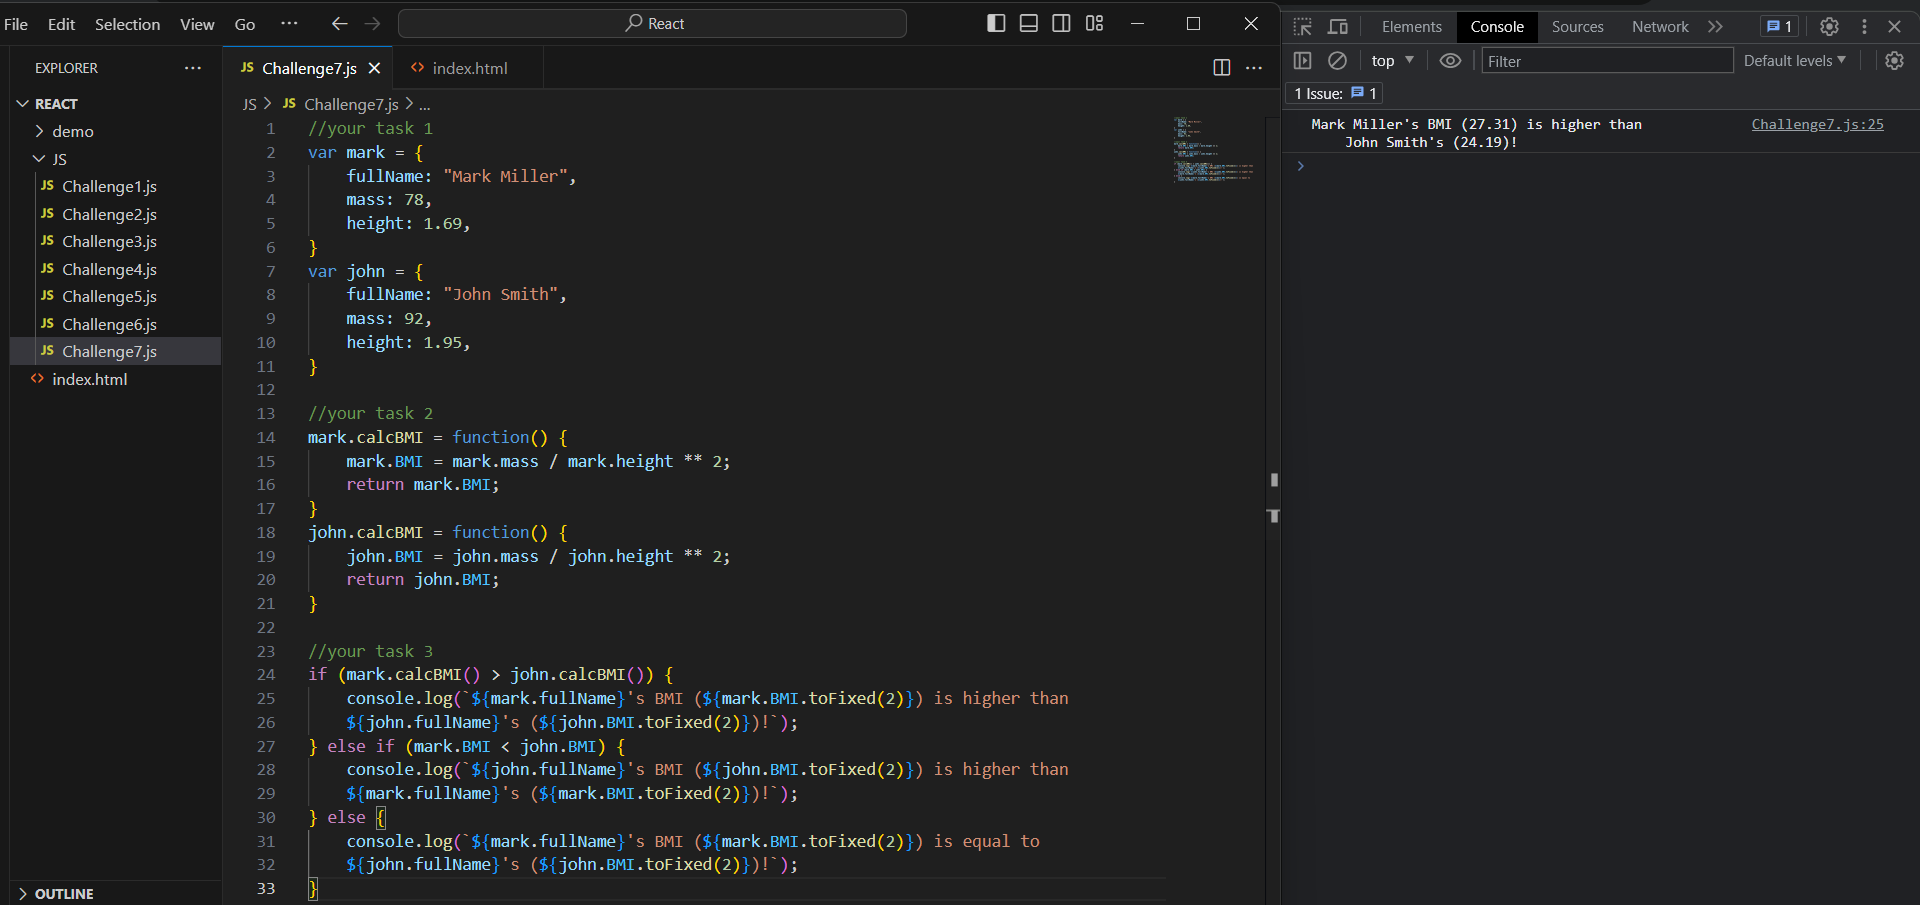 File Edit Selection View Go ··· React
EXPLORER ···
REACT
demo
JS
JS Challenge1.js
JS Challenge2.js
JS Challenge3.js
JS Challenge4.js
JS Challenge5.js
JS Challenge6.js
JS Challenge7.js
<> index.html
OUTLINE
JS Challenge7.js <> index.html
JS > JS Challenge7.js > ...
1 //your task 1
2 var mark = {
3     fullName: "Mark Miller",
4     mass: 78,
5     height: 1.69,
6 }
7 var john = {
8     fullName: "John Smith",
9     mass: 92,
10     height: 1.95,
11 }
12
13 //your task 2
14 mark.calcBMI = function() {
15     mark.BMI = mark.mass / mark.height ** 2;
16     return mark.BMI;
17 }
18 john.calcBMI = function() {
19     john.BMI = john.mass / john.height ** 2;
20     return john.BMI;
21 }
22
23 //your task 3
24 if (mark.calcBMI() > john.calcBMI()) {
25     console.log(`${mark.fullName}'s BMI (${mark.BMI.toFixed(2)}) is higher than
26     ${john.fullName}'s (${john.BMI.toFixed(2)})!`);
27 } else if (mark.BMI < john.BMI) {
28     console.log(`${john.fullName}'s BMI (${john.BMI.toFixed(2)}) is higher than
29     ${mark.fullName}'s (${mark.BMI.toFixed(2)})!`);
30 } else {
31     console.log(`${mark.fullName}'s BMI (${mark.BMI.toFixed(2)}) is equal to
32     ${john.fullName}'s (${john.BMI.toFixed(2)})!`);
33 }
Elements Console Sources Network >> 1
top Filter Default levels
1 Issue: 1
Mark Miller's BMI (27.31) is higher than Challenge7.js:25
    John Smith's (24.19)!
>